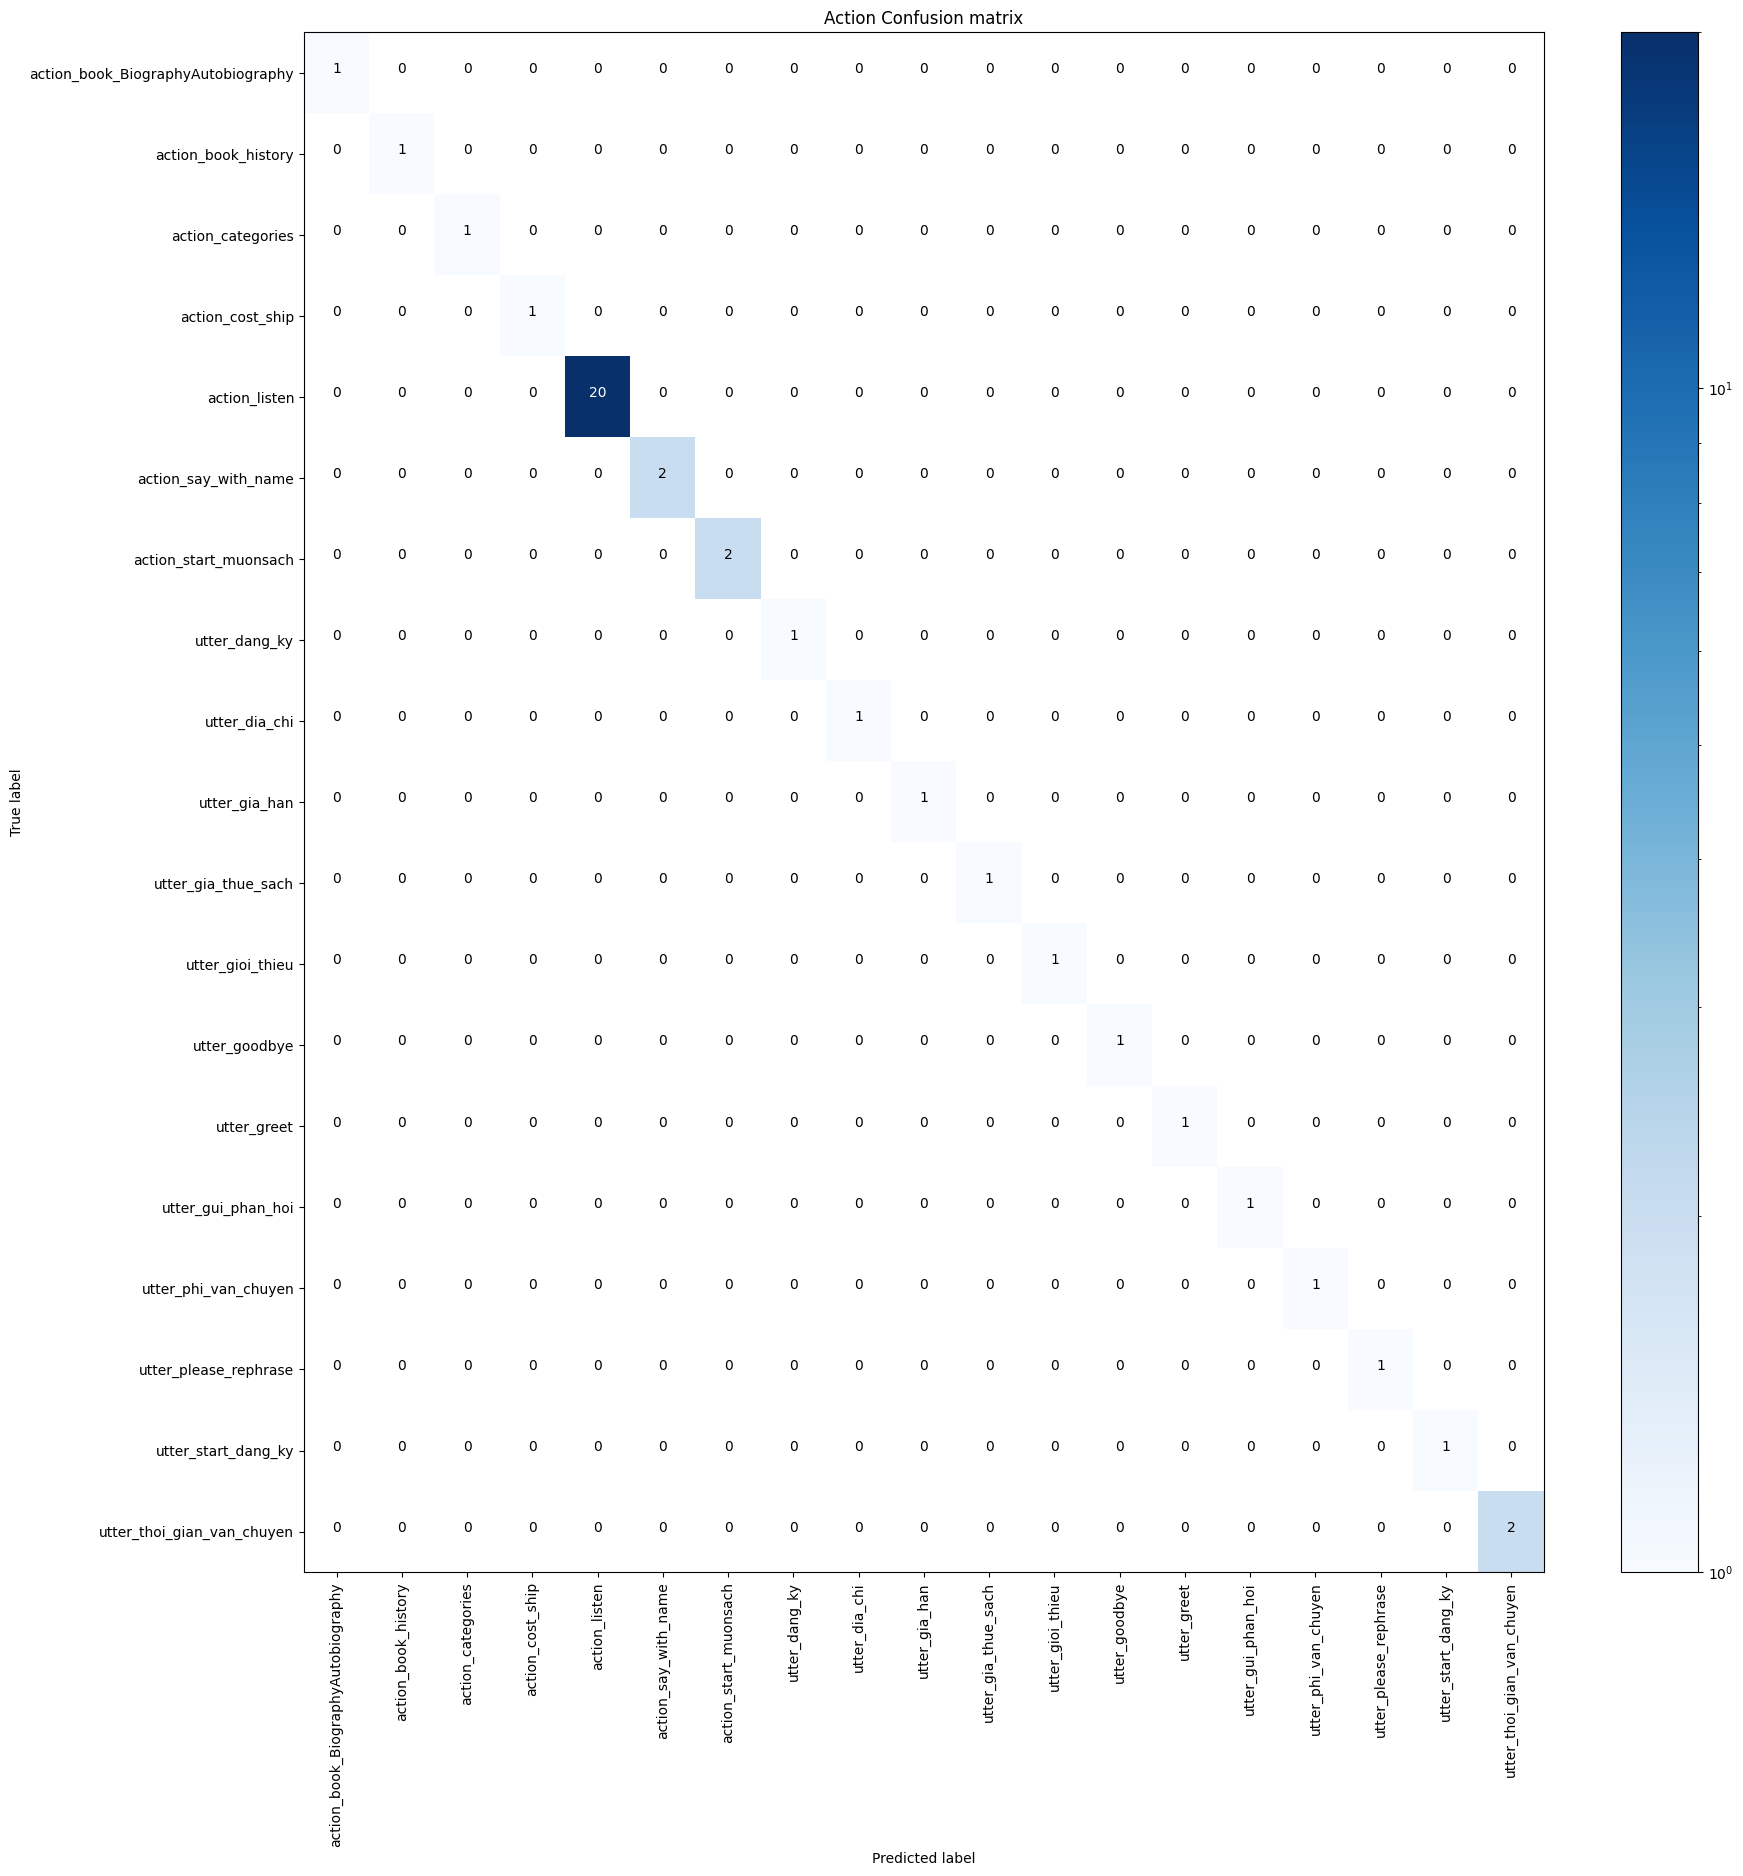 Action Confusion matrix
action_book_BiographyAutobiography 1 0 0 0 0 0 0 0 0 0 0 0 0 0 0 0 0 0 0
action_book_history 0 1 0 0 0 0 0 0 0 0 0 0 0 0 0 0 0 0 0
action_categories 0 0 1 0 0 0 0 0 0 0 0 0 0 0 0 0 0 0 0
action_cost_ship 0 0 0 1 0 0 0 0 0 0 0 0 0 0 0 0 0 0 0
action_listen 0 0 0 0 20 0 0 0 0 0 0 0 0 0 0 0 0 0 0
action_say_with_name 0 0 0 0 0 2 0 0 0 0 0 0 0 0 0 0 0 0 0
action_start_muonsach 0 0 0 0 0 0 2 0 0 0 0 0 0 0 0 0 0 0 0
utter_dang_ky 0 0 0 0 0 0 0 1 0 0 0 0 0 0 0 0 0 0 0
utter_dia_chi 0 0 0 0 0 0 0 0 1 0 0 0 0 0 0 0 0 0 0
utter_gia_han 0 0 0 0 0 0 0 0 0 1 0 0 0 0 0 0 0 0 0
utter_gia_thue_sach 0 0 0 0 0 0 0 0 0 0 1 0 0 0 0 0 0 0 0
utter_gioi_thieu 0 0 0 0 0 0 0 0 0 0 0 1 0 0 0 0 0 0 0
utter_goodbye 0 0 0 0 0 0 0 0 0 0 0 0 1 0 0 0 0 0 0
utter_greet 0 0 0 0 0 0 0 0 0 0 0 0 0 1 0 0 0 0 0
utter_gui_phan_hoi 0 0 0 0 0 0 0 0 0 0 0 0 0 0 1 0 0 0 0
utter_phi_van_chuyen 0 0 0 0 0 0 0 0 0 0 0 0 0 0 0 1 0 0 0
utter_please_rephrase 0 0 0 0 0 0 0 0 0 0 0 0 0 0 0 0 1 0 0
utter_start_dang_ky 0 0 0 0 0 0 0 0 0 0 0 0 0 0 0 0 0 1 0
utter_thoi_gian_van_chuyen 0 0 0 0 0 0 0 0 0 0 0 0 0 0 0 0 0 0 2
True label
action_book_BiographyAutobiography
action_book_history
action_categories
action_cost_ship
action_listen
action_say_with_name
action_start_muonsach
utter_dang_ky
utter_dia_chi
utter_gia_han
utter_gia_thue_sach
utter_gioi_thieu
utter_goodbye
utter_greet
utter_gui_phan_hoi
utter_phi_van_chuyen
utter_please_rephrase
utter_start_dang_ky
utter_thoi_gian_van_chuyen
Predicted label
10¹
10⁰